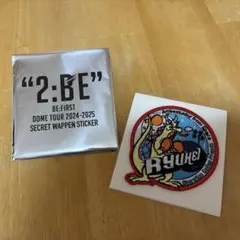 “2:BE”
BE:FIRST
DOME TOUR 2024-2025
SECRET WAPPEN STICKER
RYUHEI